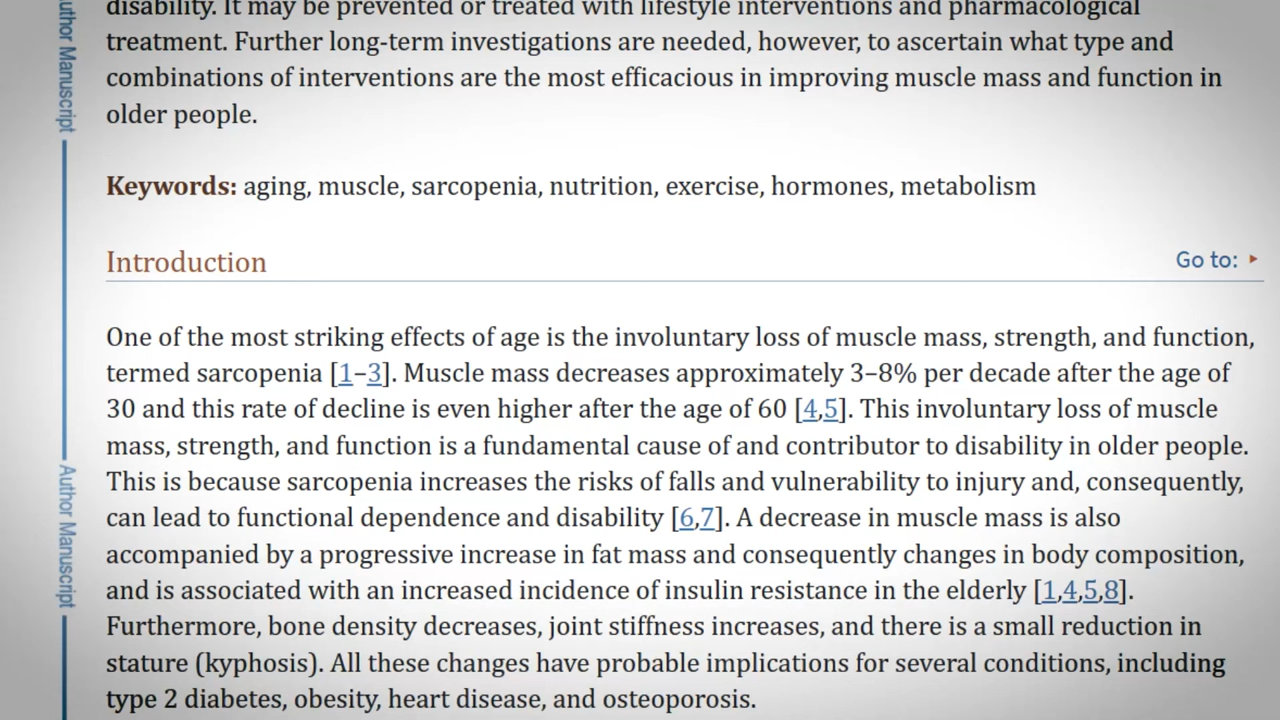 disability. It may be prevented or treated with lifestyle interventions and pharmacological
treatment. Further long-term investigations are needed, however, to ascertain what type and
combinations of interventions are the most efficacious in improving muscle mass and function in
older people.
Keywords: aging, muscle, sarcopenia, nutrition, exercise, hormones, metabolism
Introduction
Go to: ▸
One of the most striking effects of age is the involuntary loss of muscle mass, strength, and function,
termed sarcopenia [1–3]. Muscle mass decreases approximately 3–8% per decade after the age of
30 and this rate of decline is even higher after the age of 60 [4,5]. This involuntary loss of muscle
mass, strength, and function is a fundamental cause of and contributor to disability in older people.
This is because sarcopenia increases the risks of falls and vulnerability to injury and, consequently,
can lead to functional dependence and disability [6,7]. A decrease in muscle mass is also
accompanied by a progressive increase in fat mass and consequently changes in body composition,
and is associated with an increased incidence of insulin resistance in the elderly [1,4,5,8].
Furthermore, bone density decreases, joint stiffness increases, and there is a small reduction in
stature (kyphosis). All these changes have probable implications for several conditions, including
type 2 diabetes, obesity, heart disease, and osteoporosis.
Author Manuscript
Author Manuscript